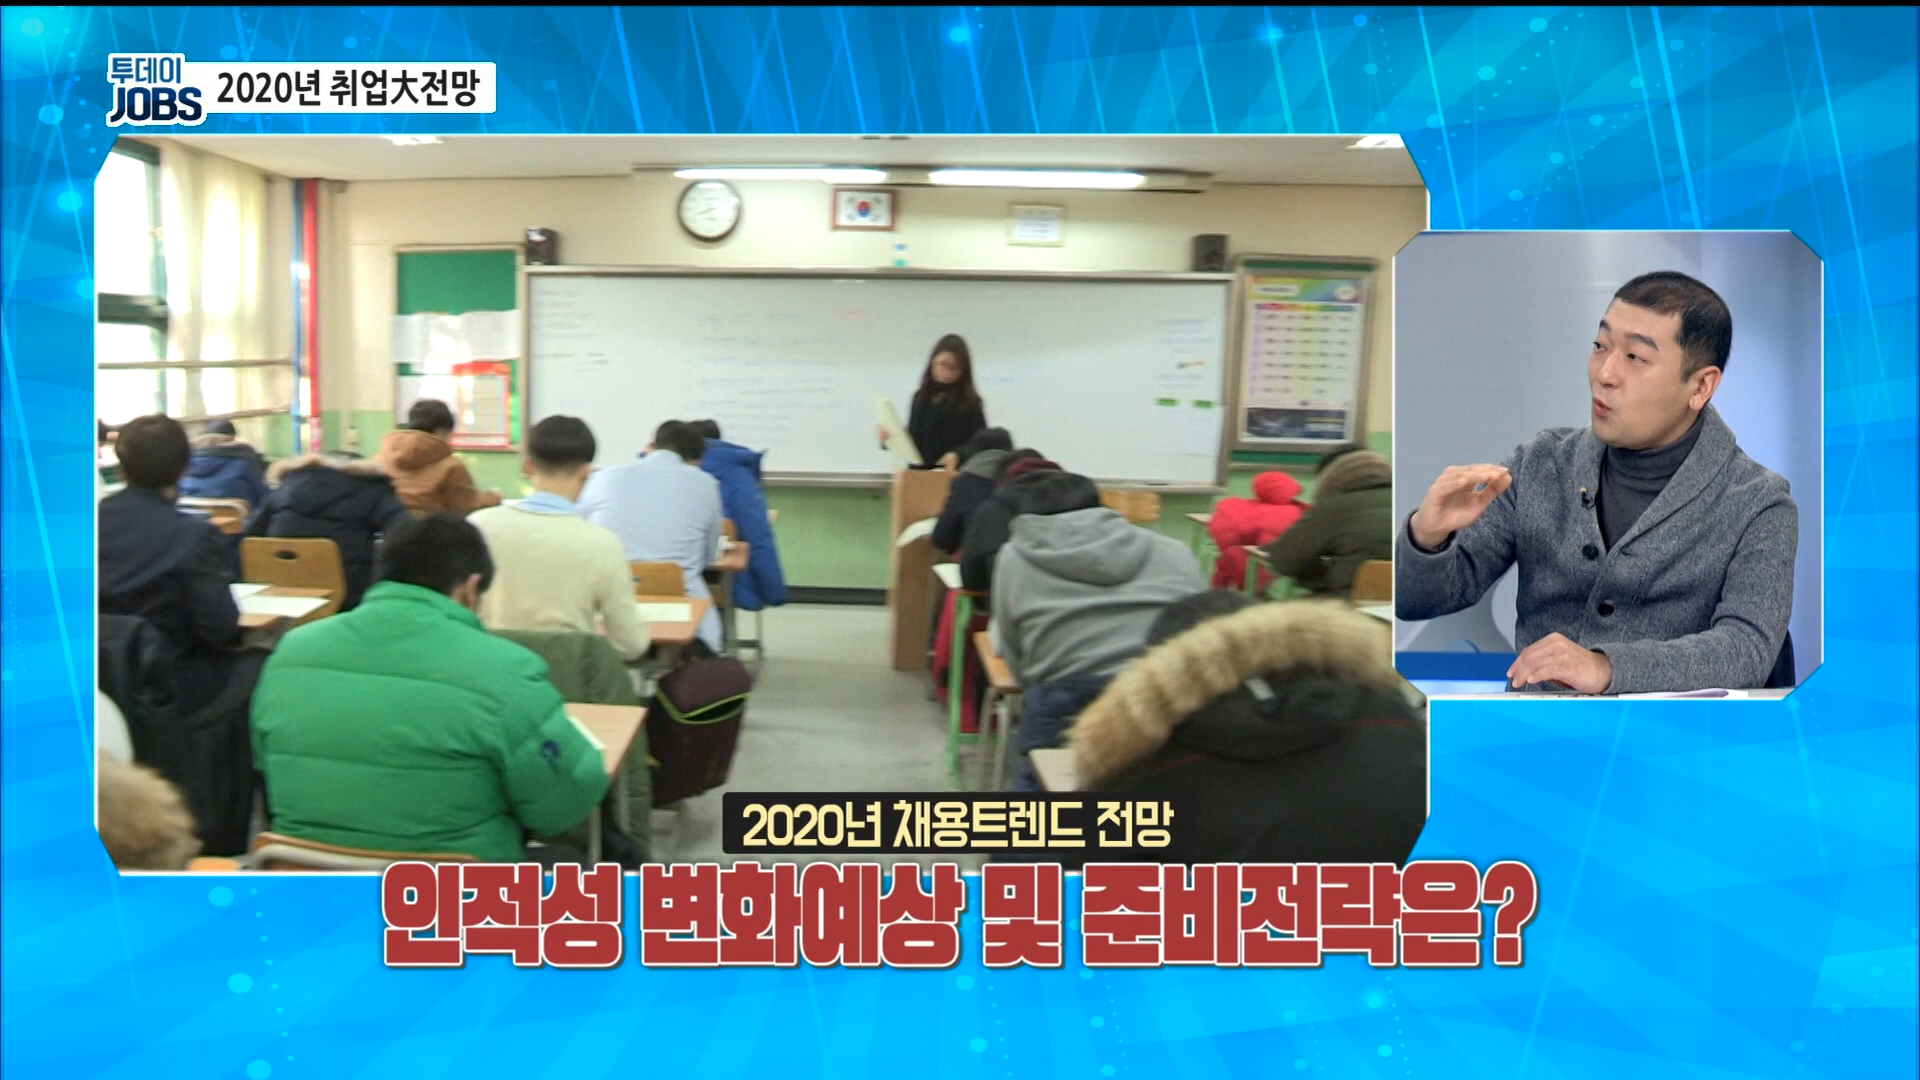 투데이
JOBS
2020년 취업大전망
2020년 채용트렌드 전망
인적성 변화예상 및 준비전략은?